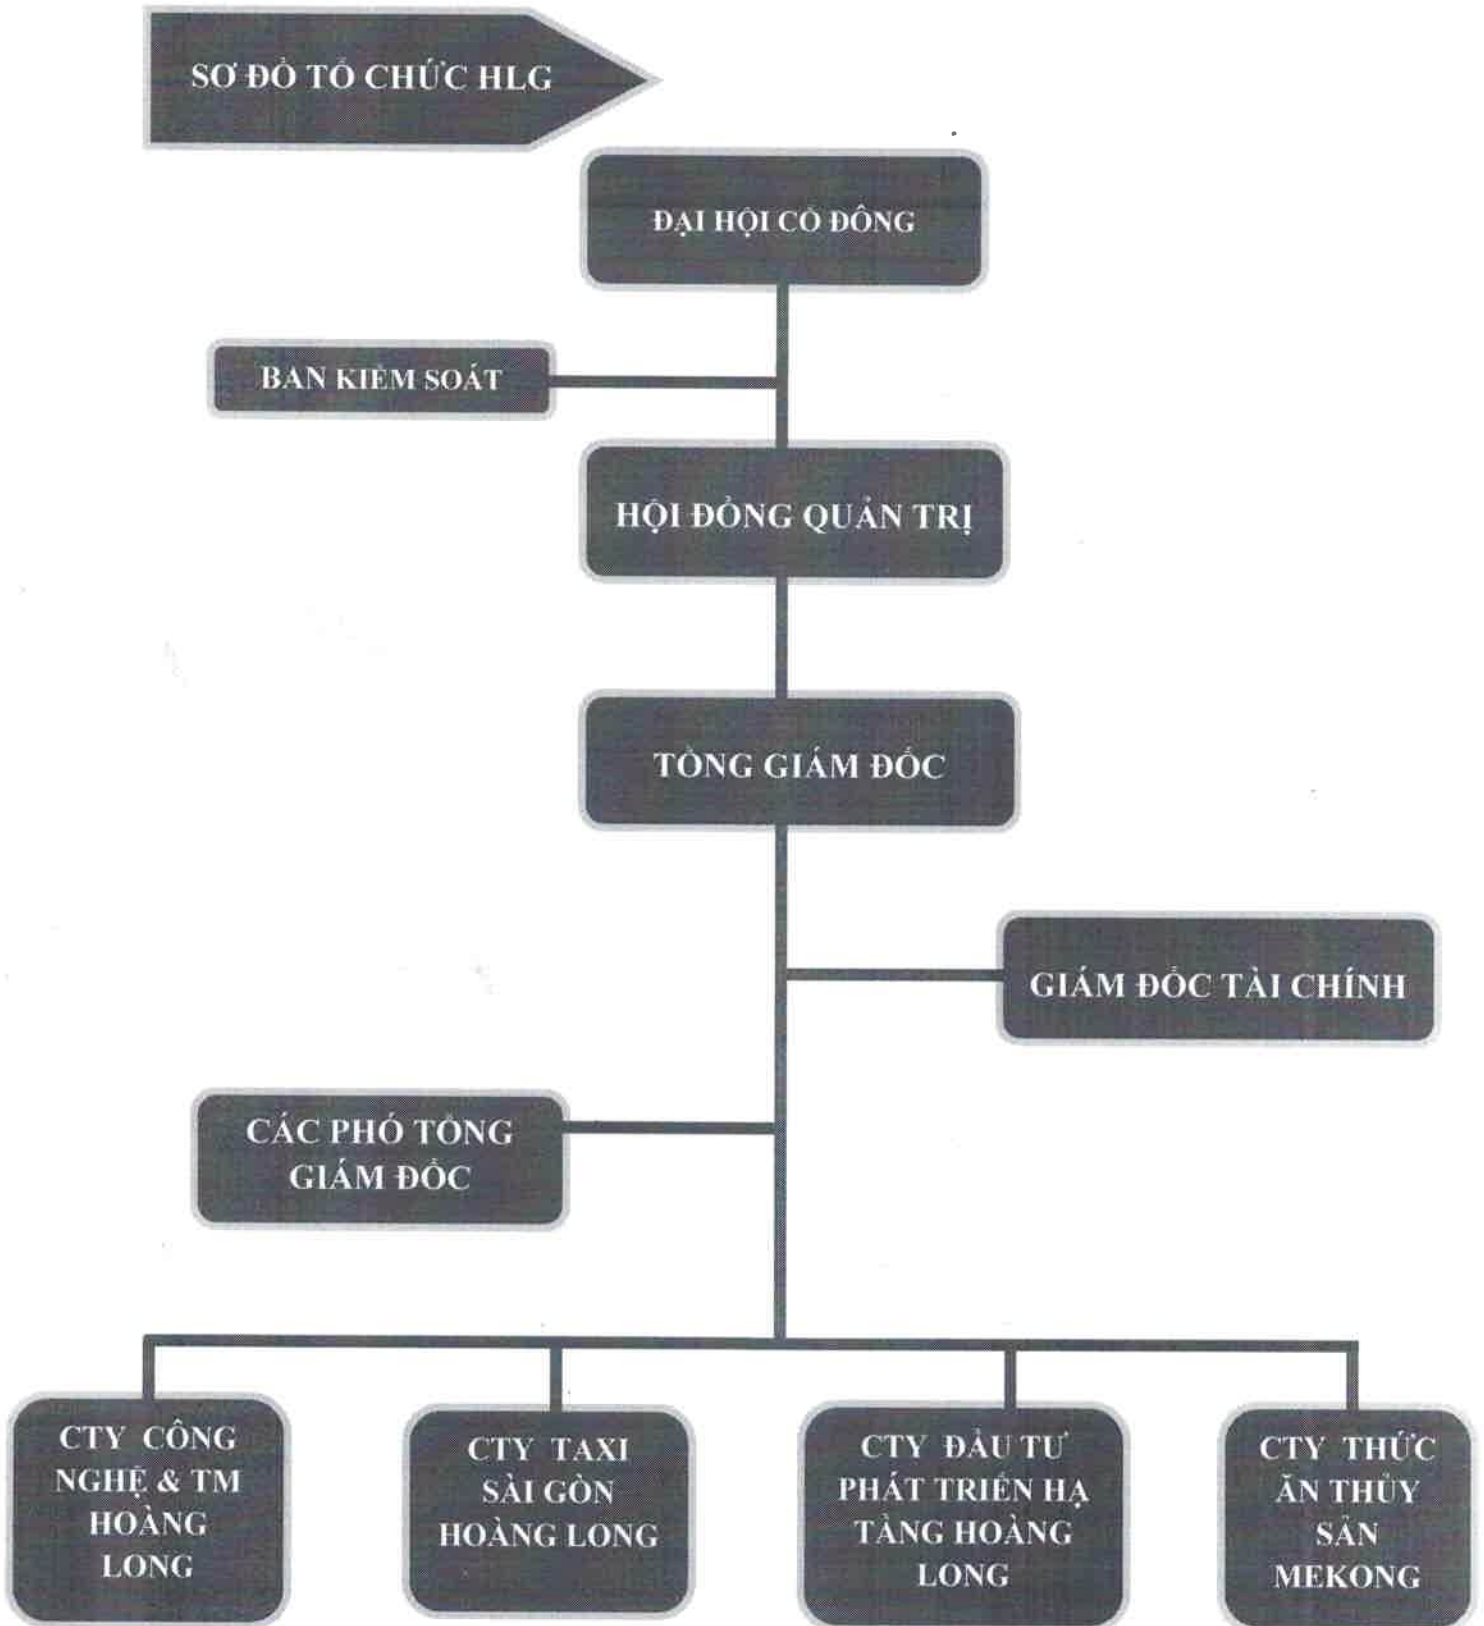 SƠ ĐỒ TỔ CHỨC HLG
ĐẠI HỘI CỔ ĐÔNG
BAN KIỂM SOÁT
HỘI ĐỒNG QUẢN TRỊ
TỔNG GIÁM ĐỐC
GIÁM ĐỐC TÀI CHÍNH
CÁC PHÓ TỔNG
GIÁM ĐỐC
CTY CÔNG
NGHỆ & TM
HOÀNG
LONG
CTY TAXI
SÀI GÒN
HOÀNG LONG
CTY ĐẦU TƯ
PHÁT TRIỂN HẠ
TẦNG HOÀNG
LONG
CTY THỨC
ĂN THỦY
SẢN
MEKONG